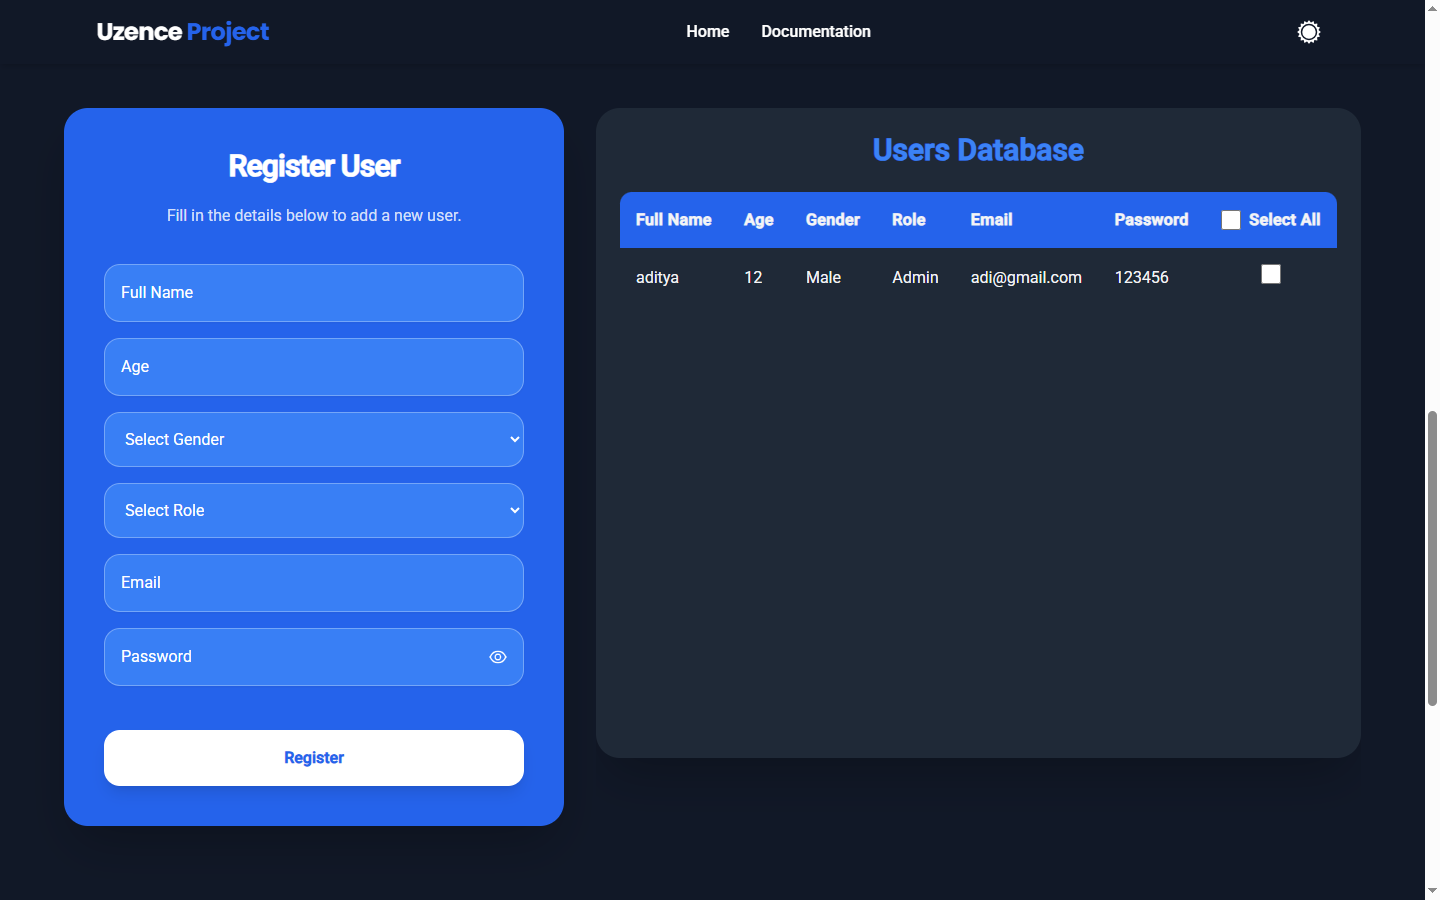 Uzence Project
Home Documentation
Register User
Fill in the details below to add a new user.
Full Name
Age
Select Gender
Select Role
Email
Password
Register
Users Database
Full Name Age Gender Role Email Password Select All
aditya 12 Male Admin adi@gmail.com 123456